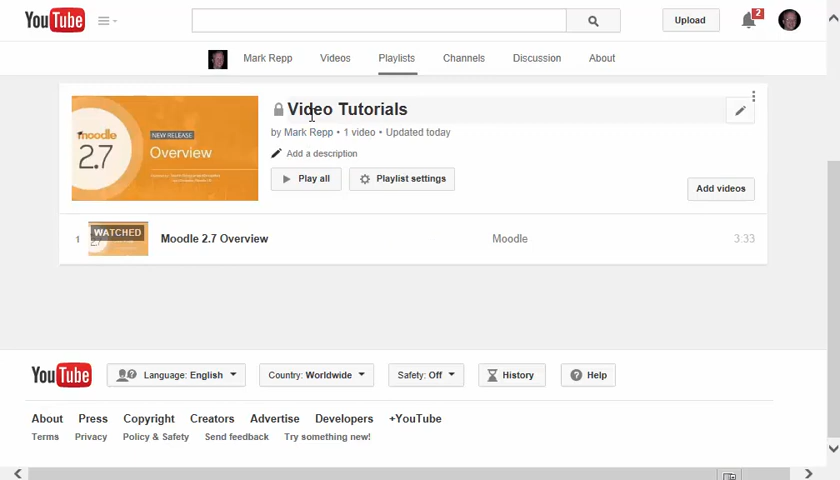 YouTube
Upload
2
Mark Repp Videos Playlists Channels Discussion About
moodle
2.7
NEW RELEASE
Overview
Video Tutorials
by Mark Repp • 1 video • Updated today
Add a description
Play all Playlist settings
Add videos
1 WATCHED Moodle 2.7 Overview Moodle 3:33
YouTube Language: English Country: Worldwide Safety: Off History Help
About Press Copyright Creators Advertise Developers +YouTube
Terms Privacy Policy & Safety Send feedback Try something new!